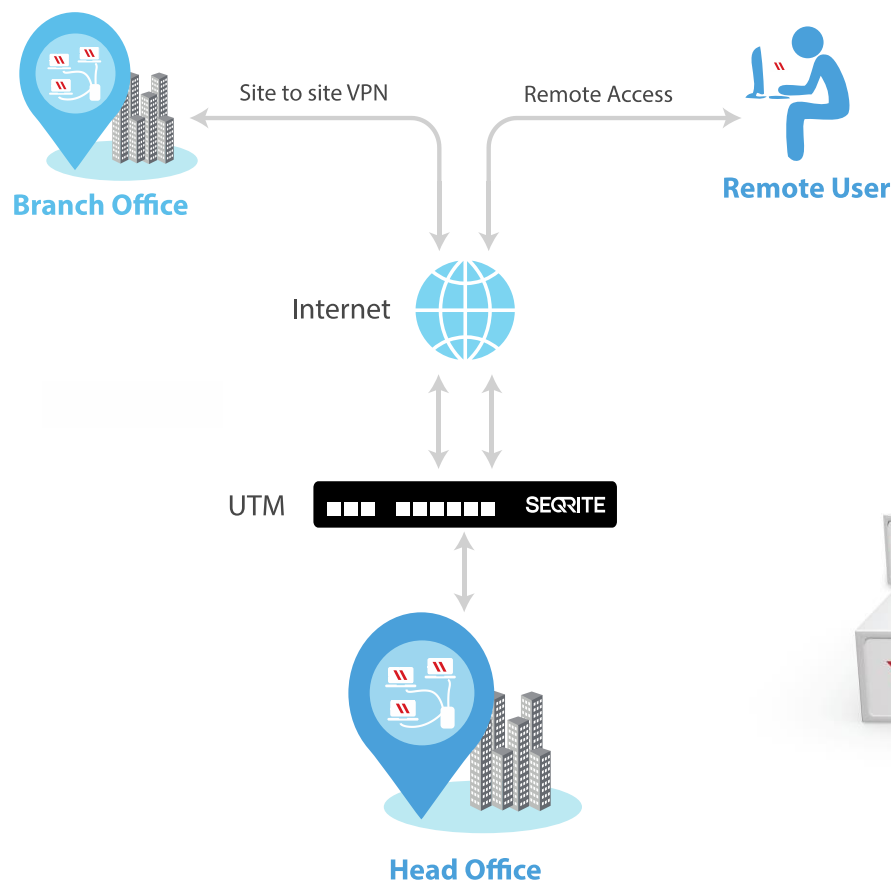 Site to site VPN
Remote Access
Branch Office
Remote User
Internet
UTM
SEQRITE
Head Office